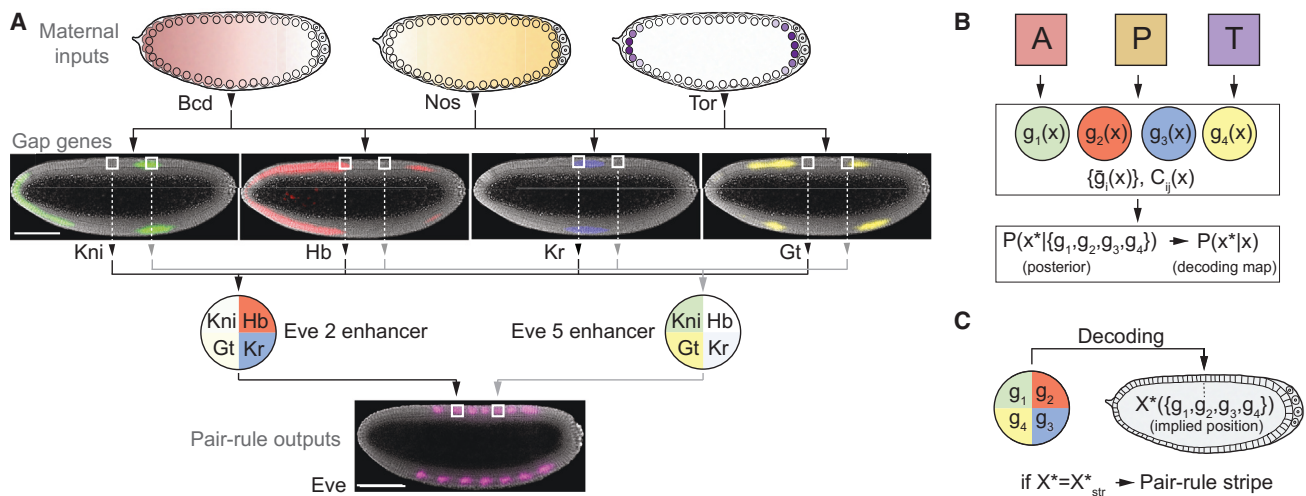 A
Maternal
inputs
Bcd
Nos
Tor
Gap genes
Kni
Hb
Kr
Gt
Kni Hb
Gt Kr
Eve 2 enhancer
Eve 5 enhancer
Kni Hb
Gt Kr
Pair-rule outputs
Eve
B
A
P
T
g₁(x) g₂(x) g₃(x) g₄(x)
{ḡᵢ(x)}, Cᵢⱼ(x)
P(x*|{g₁,g₂,g₃,g₄}) P(x*|x)
(posterior) (decoding map)
C
Decoding
g₁ g₂
g₄ g₃
X*({g₁,g₂,g₃,g₄})
(implied position)
if X*=X*str Pair-rule stripe